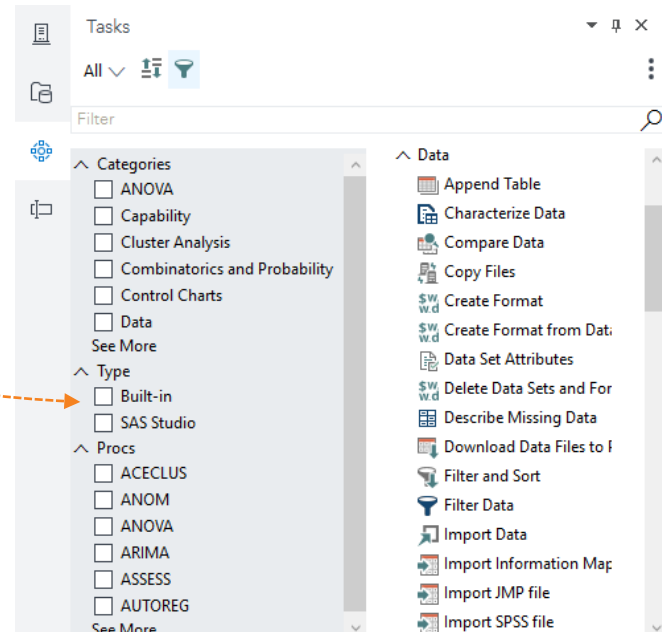 Tasks
All
Filter
Categories
ANOVA
Capability
Cluster Analysis
Combinatorics and Probability
Control Charts
Data
See More
Type
Built-in
SAS Studio
Procs
ACECLUS
ANOM
ANOVA
ARIMA
ASSESS
AUTOREG
See More
Data
Append Table
Characterize Data
Compare Data
Copy Files
$w w.d Create Format
$w w.d Create Format from Data
Data Set Attributes
$w w.d Delete Data Sets and For
Describe Missing Data
Download Data Files to
Filter and Sort
Filter Data
Import Data
Import Information Map
Import JMP file
Import SPSS file